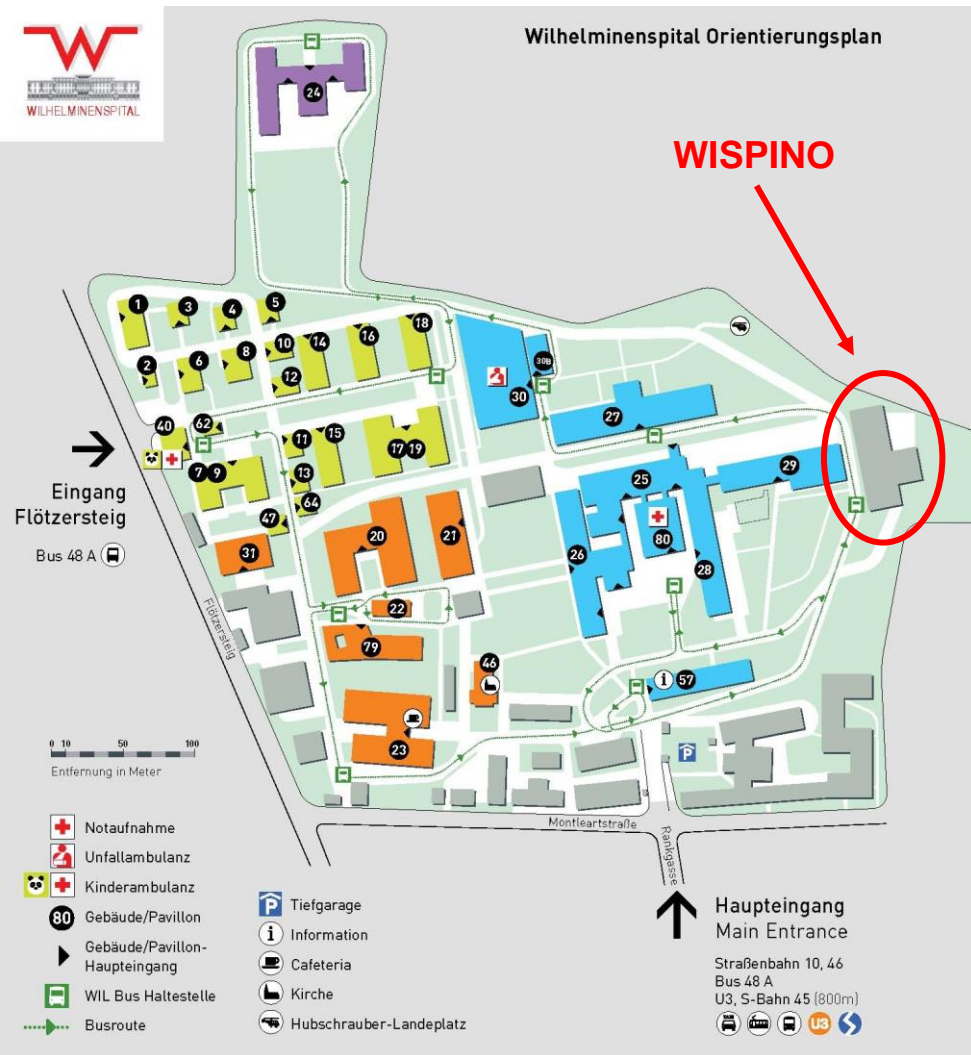 W
WILHELMINENSPITAL
Wilhelminenspital Orientierungsplan
WISPINO
24
1
3
4
5
2
6
8
10
12
14
16
18
30B
30
27
40
62
7 9
11
13
15
17 19
64
47
25
29
80
26
28
31
20
21
22
79
46
23
i 57
P
Eingang
Flötzersteig
Bus 48 A
Flötzersteig
Montleartstraße
Rankgasse
0 10 50 100
Entfernung in Meter
Notaufnahme
Unfallambulanz
Kinderambulanz
80 Gebäude/Pavillon
Gebäude/Pavillon-
Haupteingang
WIL Bus Haltestelle
Busroute
P Tiefgarage
i Information
Cafeteria
Kirche
Hubschrauber-Landeplatz
Haupteingang
Main Entrance
Straßenbahn 10, 46
Bus 48 A
U3, S-Bahn 45 (800m)
TAXI U3